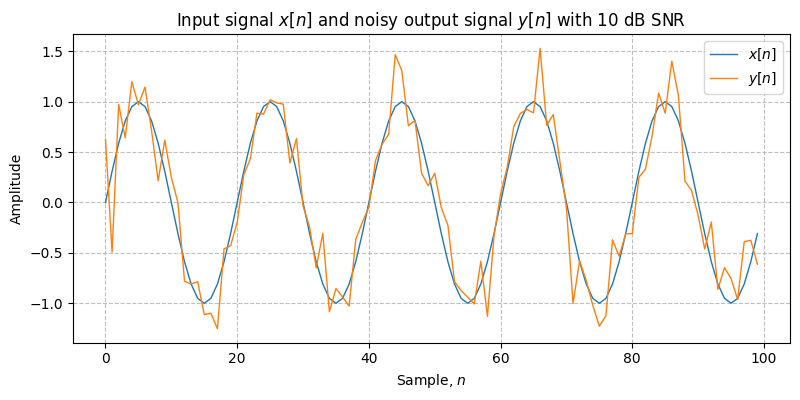 Input signal x[n] and noisy output signal y[n] with 10 dB SNR
x[n]
y[n]
Amplitude
1.5
1.0
0.5
0.0
−0.5
−1.0
0 20 40 60 80 100
Sample, n